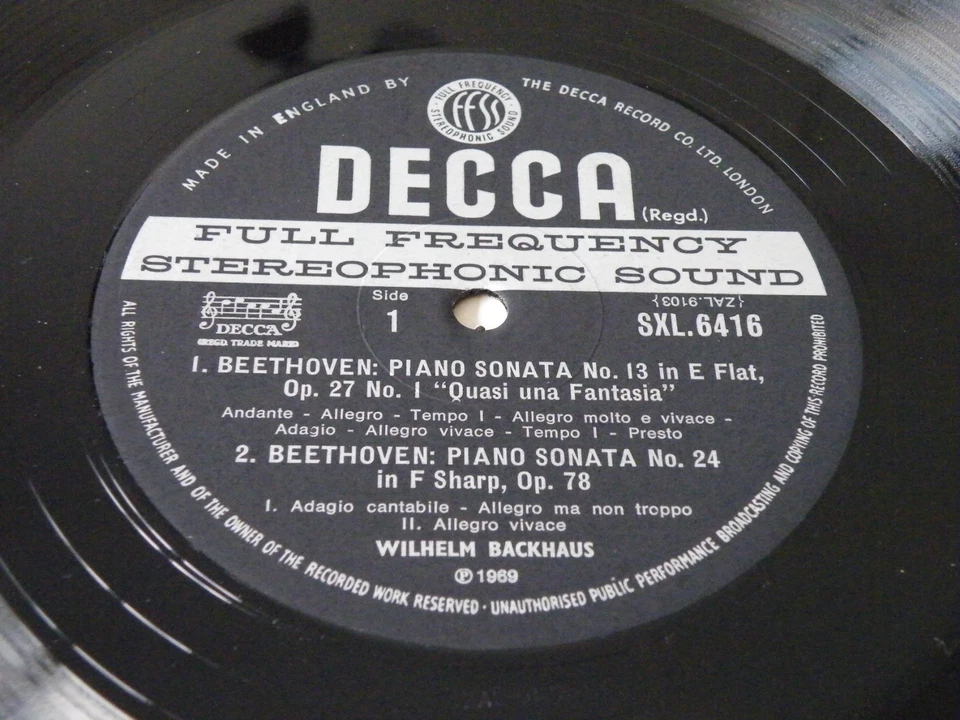 MADE IN ENGLAND BY
THE DECCA RECORD CO. LTD. LONDON
FULL FREQUENCY
ffss
STEREOPHONIC SOUND
DECCA (Regd.)
FULL FREQUENCY
STEREOPHONIC SOUND
DECCA
(REGD. TRADE MARK)
Side
1
{ZAL.9103}
SXL.6416
1. BEETHOVEN: PIANO SONATA No. 13 in E Flat,
Op. 27 No. 1 “Quasi una Fantasia”
Andante - Allegro - Tempo I - Allegro molto e vivace -
Adagio - Allegro vivace - Tempo I - Presto
2. BEETHOVEN: PIANO SONATA No. 24
in F Sharp, Op. 78
I. Adagio cantabile - Allegro ma non troppo
II. Allegro vivace
WILHELM BACKHAUS
℗ 1969
ALL RIGHTS OF THE MANUFACTURER AND OF THE OWNER OF THE RECORDED WORK RESERVED · UNAUTHORISED PUBLIC PERFORMANCE BROADCASTING AND COPYING OF THIS RECORD PROHIBITED